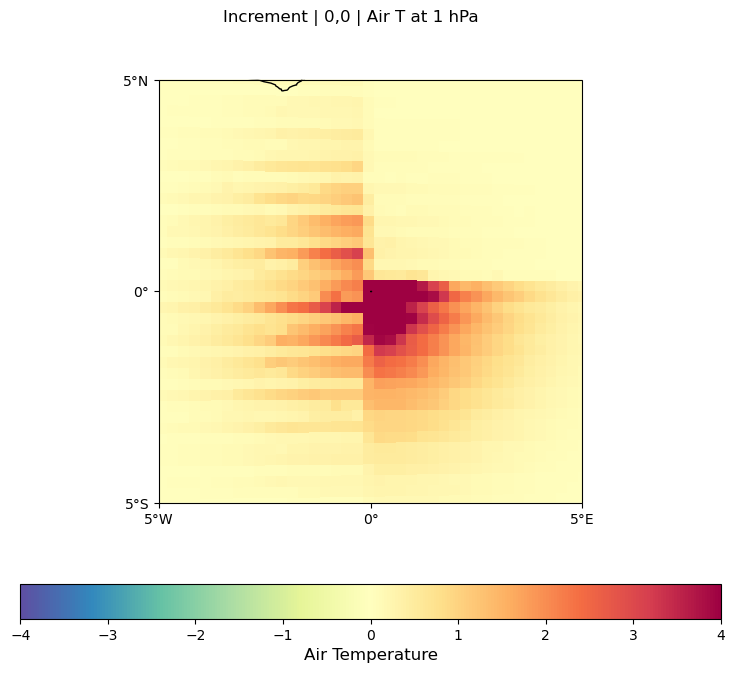 Increment | 0,0 | Air T at 1 hPa
5°N
0°
5°S
5°W 0° 5°E
−4 −3 −2 −1 0 1 2 3 4
Air Temperature